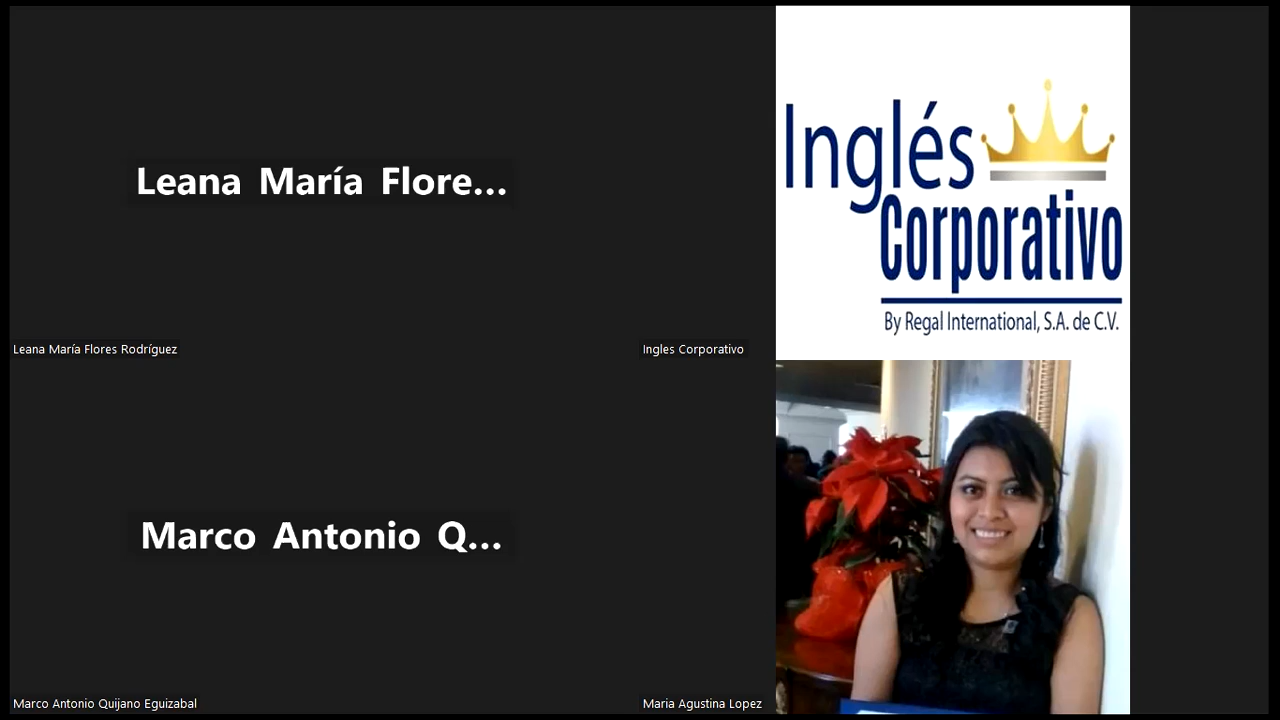 Leana María Flore...
Leana María Flores Rodríguez
Inglés
Corporativo
By Regal International, S.A. de C.V.
Ingles Corporativo
Marco Antonio Q...
Marco Antonio Quijano Eguizabal
Maria Agustina Lopez